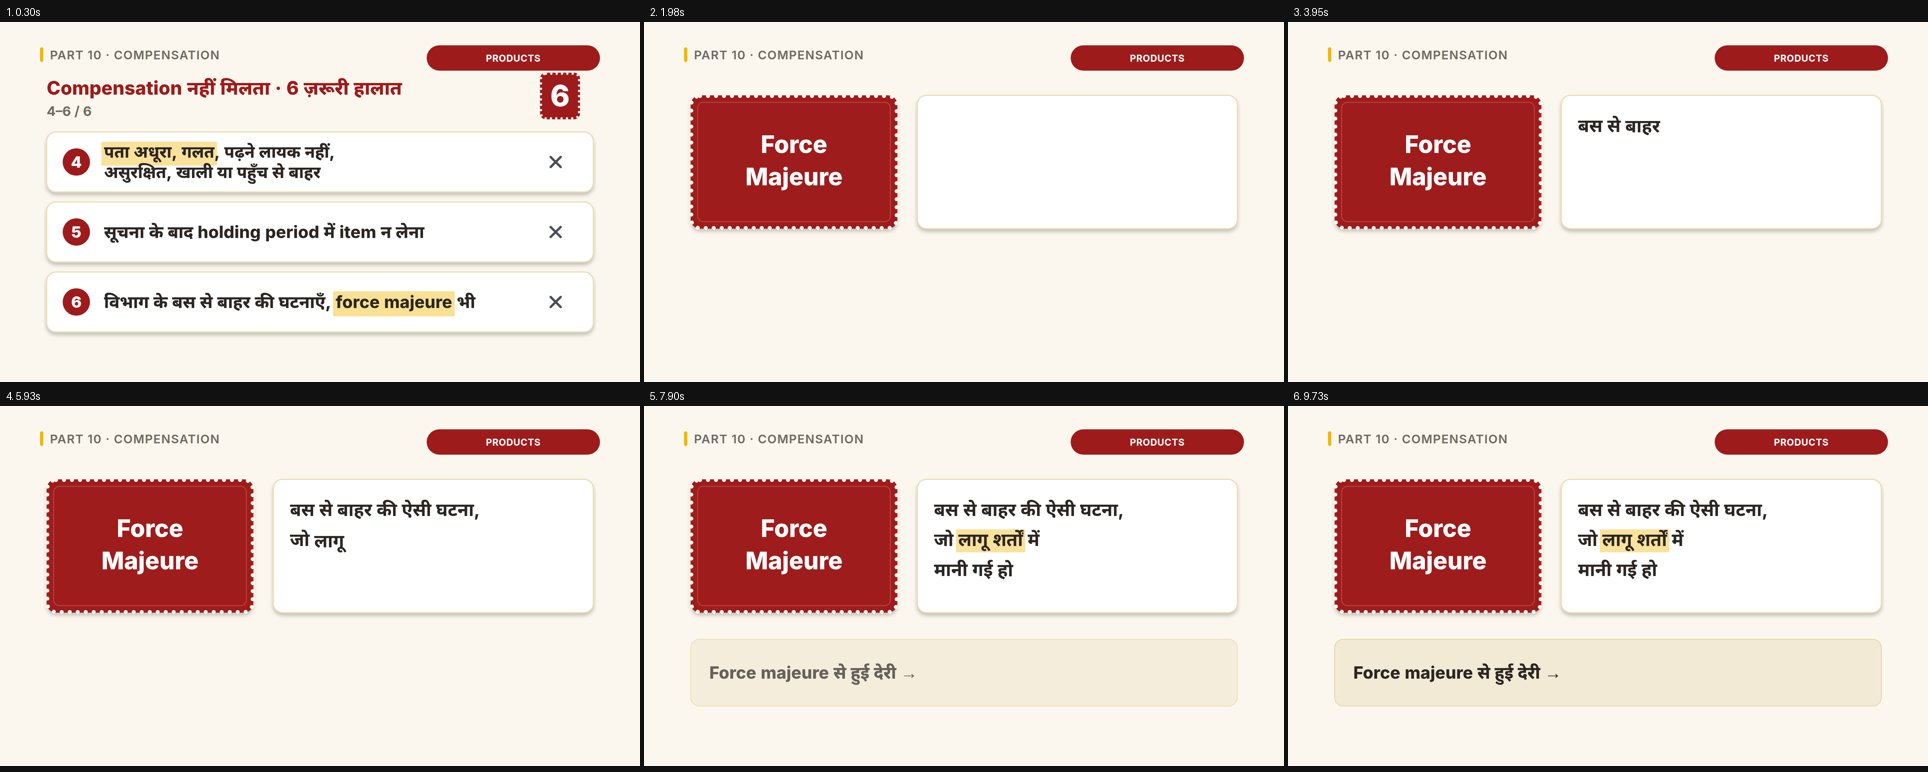 1. 0.30s
PART 10 · COMPENSATION
PRODUCTS
Compensation नहीं मिलता · 6 ज़रूरी हालात
4–6 / 6
6
4 पता अधूरा, गलत, पढ़ने लायक नहीं,
असुरक्षित, खाली या पहुँच से बाहर ✕
5 सूचना के बाद holding period में item न लेना ✕
6 विभाग के बस से बाहर की घटनाएँ, force majeure भी ✕
2. 1.98s
PART 10 · COMPENSATION
PRODUCTS
Force
Majeure
3. 3.95s
PART 10 · COMPENSATION
PRODUCTS
Force
Majeure
बस से बाहर
4. 5.93s
PART 10 · COMPENSATION
PRODUCTS
Force
Majeure
बस से बाहर की ऐसी घटना,
जो लागू
5. 7.90s
PART 10 · COMPENSATION
PRODUCTS
Force
Majeure
बस से बाहर की ऐसी घटना,
जो लागू शर्तों में
मानी गई हो
Force majeure से हुई देरी →
6. 9.73s
PART 10 · COMPENSATION
PRODUCTS
Force
Majeure
बस से बाहर की ऐसी घटना,
जो लागू शर्तों में
मानी गई हो
Force majeure से हुई देरी →